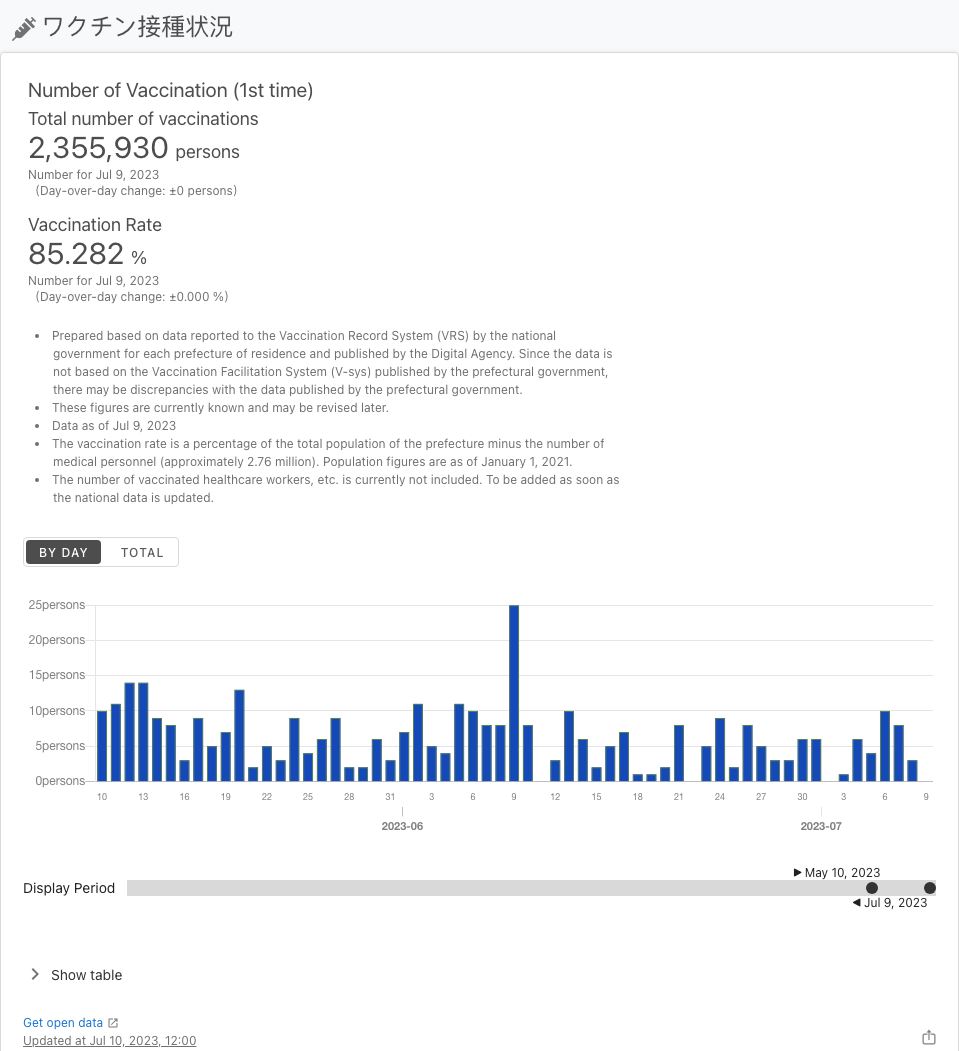 ワクチン接種状況
Number of Vaccination (1st time)
Total number of vaccinations
2,355,930 persons
Number for Jul 9, 2023
(Day-over-day change: ±0 persons)
Vaccination Rate
85.282 %
Number for Jul 9, 2023
(Day-over-day change: ±0.000 %)
• Prepared based on data reported to the Vaccination Record System (VRS) by the national
government for each prefecture of residence and published by the Digital Agency. Since the data is
not based on the Vaccination Facilitation System (V-sys) published by the prefectural government,
there may be discrepancies with the data published by the prefectural government.
• These figures are currently known and may be revised later.
• Data as of Jul 9, 2023
• The vaccination rate is a percentage of the total population of the prefecture minus the number of
medical personnel (approximately 2.76 million). Population figures are as of January 1, 2021.
• The number of vaccinated healthcare workers, etc. is currently not included. To be added as soon as
the national data is updated.
BY DAY TOTAL
25persons
20persons
15persons
10persons
5persons
0persons
10 13 16 19 22 25 28 31 3 6 9 12 15 18 21 24 27 30 3 6 9
2023-06 2023-07
▶ May 10, 2023
Display Period
◀ Jul 9, 2023
Show table
Get open data
Updated at Jul 10, 2023, 12:00